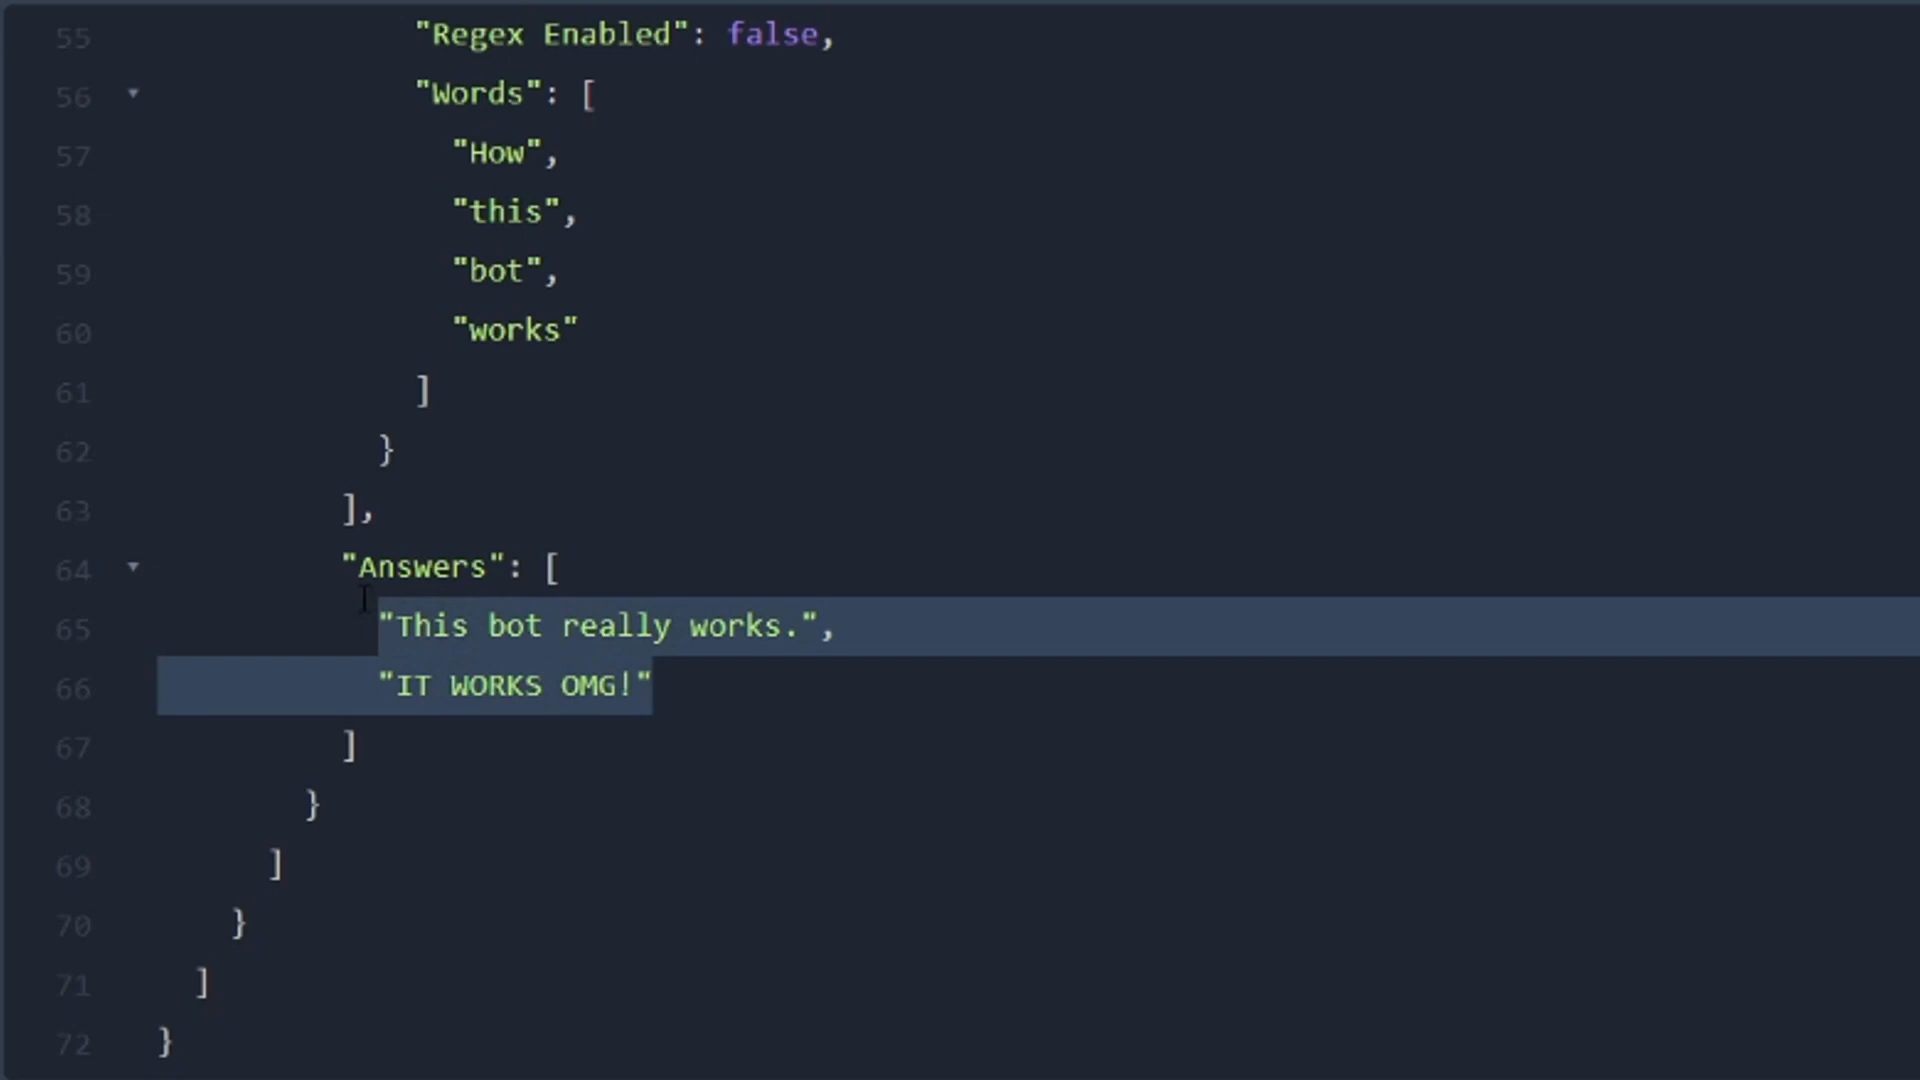 55 "Regex Enabled": false,
56 "Words": [
57 "How",
58 "this",
59 "bot",
60 "works"
61 ]
62 }
63 ],
64 "Answers": [
65 "This bot really works.",
66 "IT WORKS OMG!"
67 ]
68 }
69 ]
70 }
71 ]
72 }